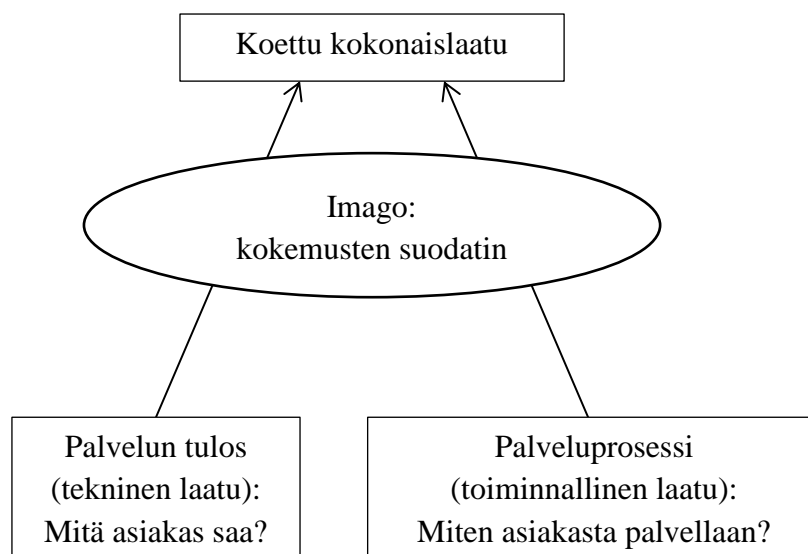 Koettu kokonaislaatu
Imago:
kokemusten suodatin
Palvelun tulos
(tekninen laatu):
Mitä asiakas saa?
Palveluprosessi
(toiminnallinen laatu):
Miten asiakasta palvellaan?